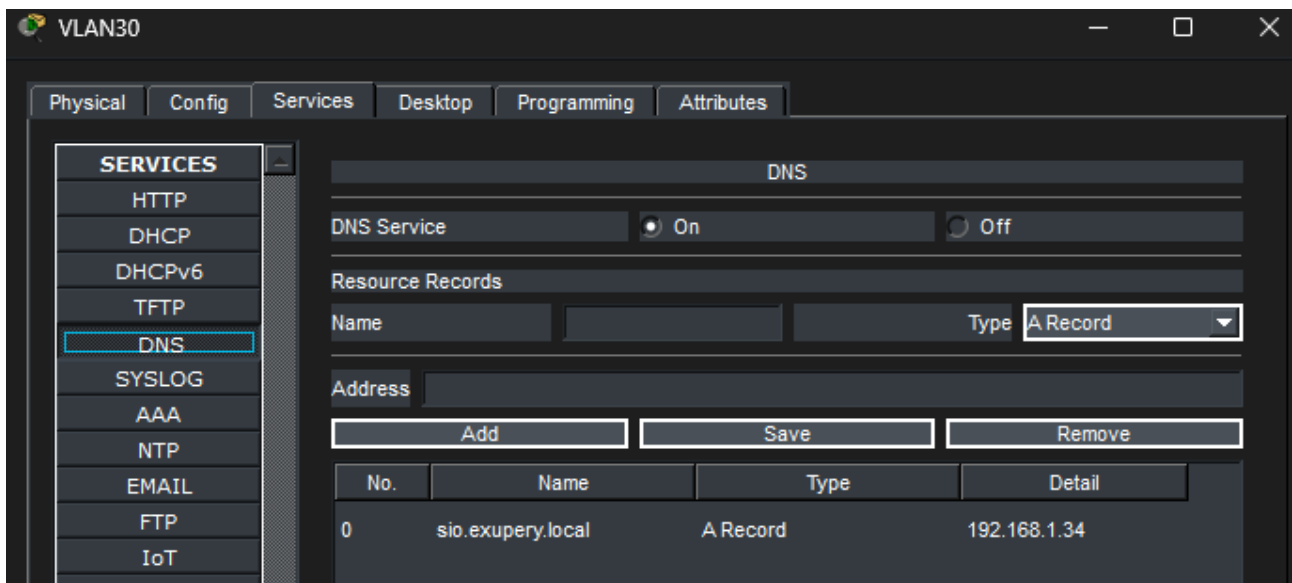 VLAN30
Physical Config Services Desktop Programming Attributes
SERVICES
HTTP
DHCP
DHCPv6
TFTP
DNS
SYSLOG
AAA
NTP
EMAIL
FTP
IoT
DNS
DNS Service On Off
Resource Records
Name Type A Record
Address
Add Save Remove
No. Name Type Detail
0 sio.exupery.local A Record 192.168.1.34